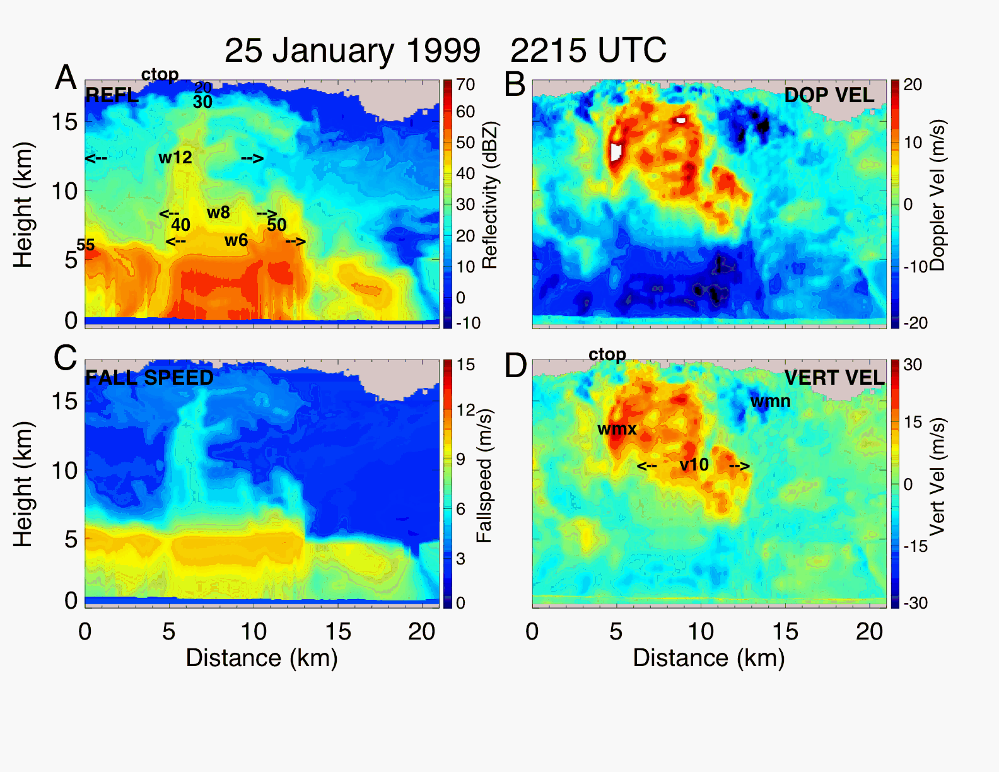 25 January 1999 2215 UTC
A
ctop
REFL
20
30
<-- w12 -->
<-- w8 -->
40
50
55
<-- w6 -->
15
10
5
0
Height (km)
70
60
50
40
30
20
10
0
-10
Reflectivity (dBZ)
B
DOP VEL
20
10
0
-10
-20
Doppler Vel (m/s)
C
FALL SPEED
15
10
5
0
Height (km)
0 5 10 15 20
Distance (km)
15
12
9
6
3
0
Fallspeed (m/s)
D
ctop
VERT VEL
wmn
wmx
<-- v10 -->
0 5 10 15 20
Distance (km)
30
15
0
-15
-30
Vert Vel (m/s)